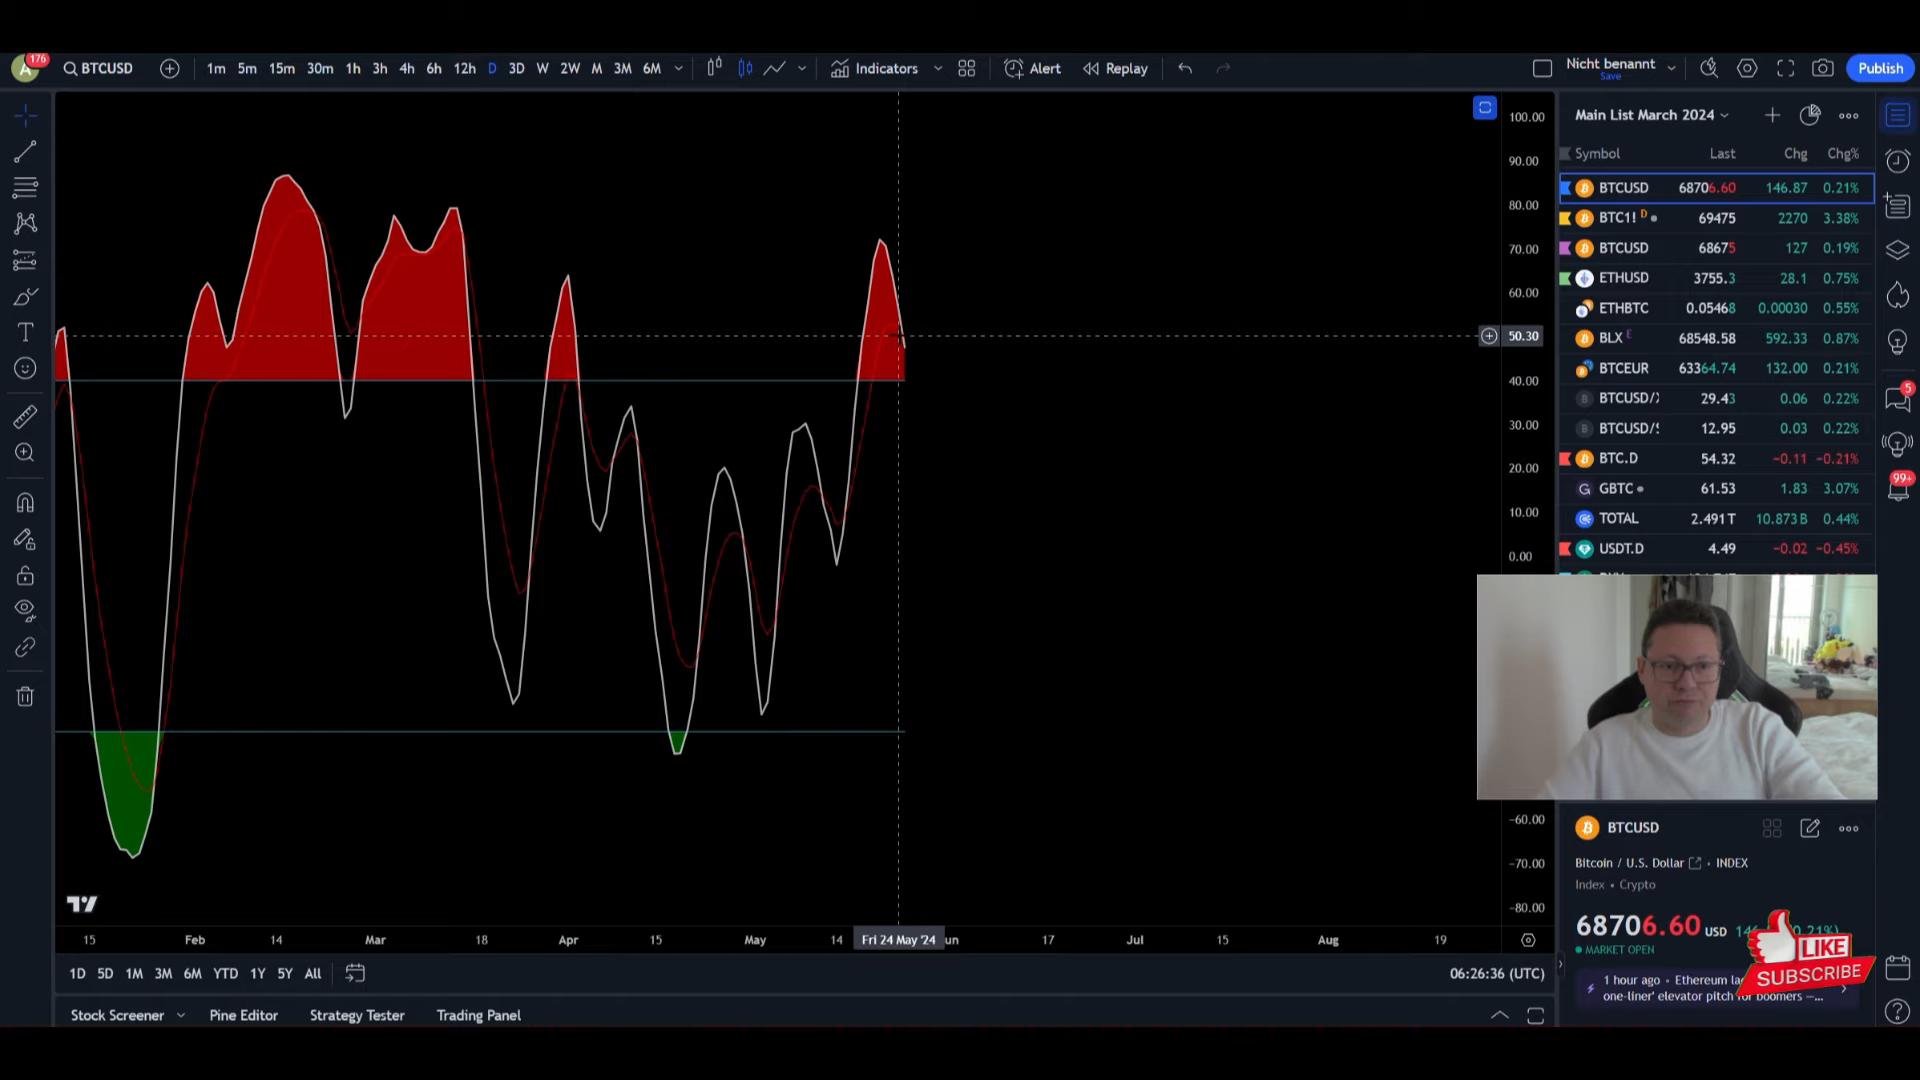 A 176 BTCUSD 1m 5m 15m 30m 1h 3h 4h 6h 12h D 3D W 2W M 3M 6M Indicators Alert Replay Nicht benannt Save Publish
Main List March 2024
Symbol Last Chg Chg%
BTCUSD 68706.60 146.87 0.21%
BTC1! D 69475 2270 3.38%
BTCUSD 68675 127 0.19%
ETHUSD 3755.3 28.1 0.75%
ETHBTC 0.05468 0.00030 0.55%
BLX E 68548.58 592.33 0.87%
BTCEUR 63364.74 132.00 0.21%
BTCUSD/ 29.43 0.06 0.22%
BTCUSD/ 12.95 0.03 0.22%
BTC.D 54.32 −0.11 −0.21%
GBTC 61.53 1.83 3.07%
TOTAL 2.491T 10.873B 0.44%
USDT.D 4.49 −0.02 −0.45%
5
99+
100.00
90.00
80.00
70.00
60.00
50.30
40.00
30.00
20.00
10.00
0.00
−60.00
−70.00
−80.00
15 Feb 14 Mar 18 Apr 15 May 14 Fri 24 May '24 un 17 Jul 15 Aug 19
BTCUSD
Bitcoin / U.S. Dollar • INDEX
Index • Crypto
68706.60 USD
MARKET OPEN
LIKE
SUBSCRIBE
1 hour ago • Ethereum
one-liner' elevator pitch for boomers —...
1D 5D 1M 3M 6M YTD 1Y 5Y All 06:26:36 (UTC)
Stock Screener Pine Editor Strategy Tester Trading Panel